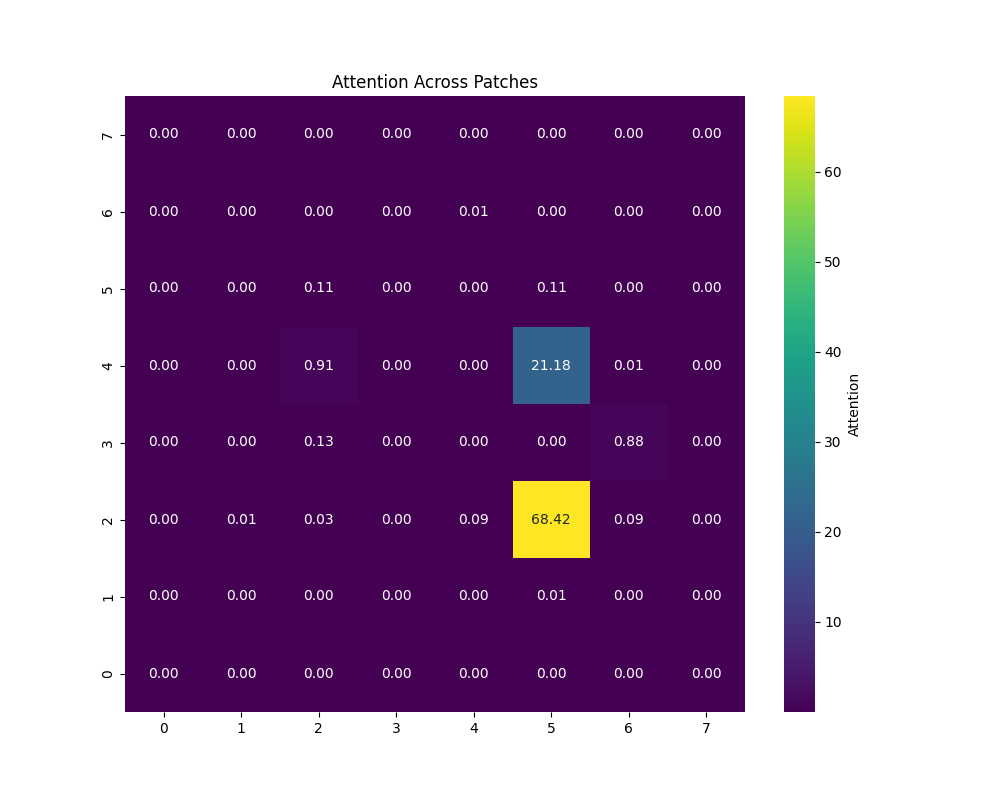 Attention Across Patches
7 0.00 0.00 0.00 0.00 0.00 0.00 0.00 0.00
6 0.00 0.00 0.00 0.00 0.01 0.00 0.00 0.00
5 0.00 0.00 0.11 0.00 0.00 0.11 0.00 0.00
4 0.00 0.00 0.91 0.00 0.00 21.18 0.01 0.00
3 0.00 0.00 0.13 0.00 0.00 0.00 0.88 0.00
2 0.00 0.01 0.03 0.00 0.09 68.42 0.09 0.00
1 0.00 0.00 0.00 0.00 0.00 0.01 0.00 0.00
0 0.00 0.00 0.00 0.00 0.00 0.00 0.00 0.00
0 1 2 3 4 5 6 7
60
50
40
30
20
10
Attention